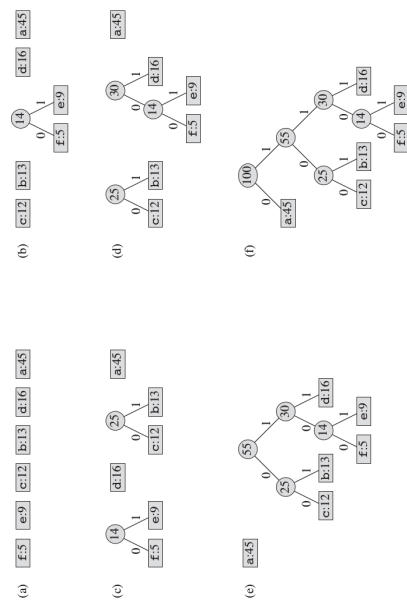 (a) f:5 e:9 c:12 b:13 d:16 a:45
(b) c:12 b:13 14 d:16 a:45
0 1
f:5 e:9
(c) 14 d:16 25 a:45
0 1 0 1
f:5 e:9 c:12 b:13
(d) 25 30 a:45
0 1 0 1
c:12 b:13 14 d:16
0 1
f:5 e:9
(e) a:45 55
0 1
25 30
0 1 0 1
c:12 b:13 14 d:16
0 1
f:5 e:9
(f) 100
0 1
a:45 55
0 1
25 30
0 1 0 1
c:12 b:13 14 d:16
0 1
f:5 e:9